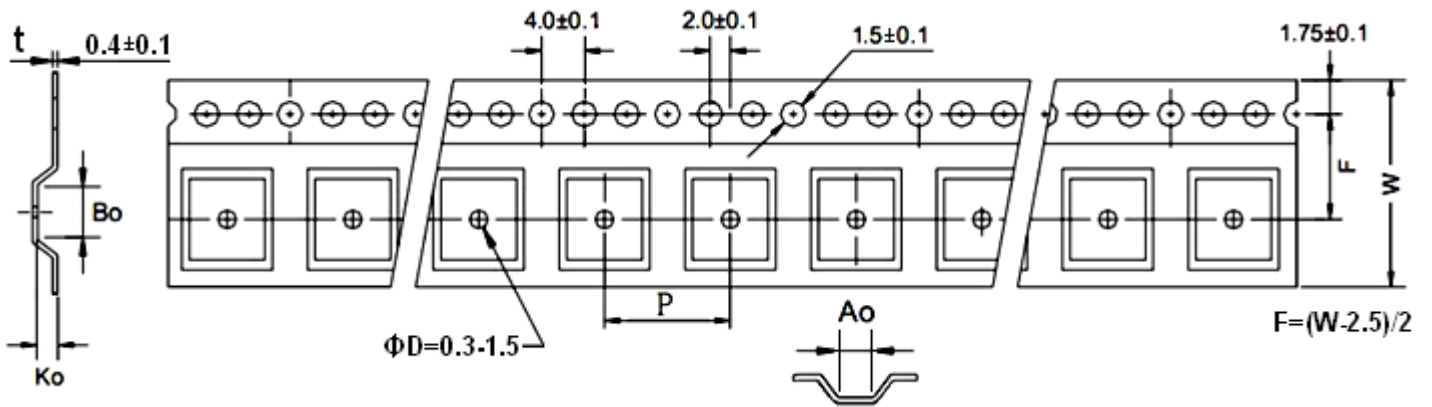 4.0±0.1
2.0±0.1
1.5±0.1
1.75±0.1
t
0.4±0.1
F
W
Bo
P
Ao
F=(W-2.5)/2
ΦD=0.3-1.5
Ko